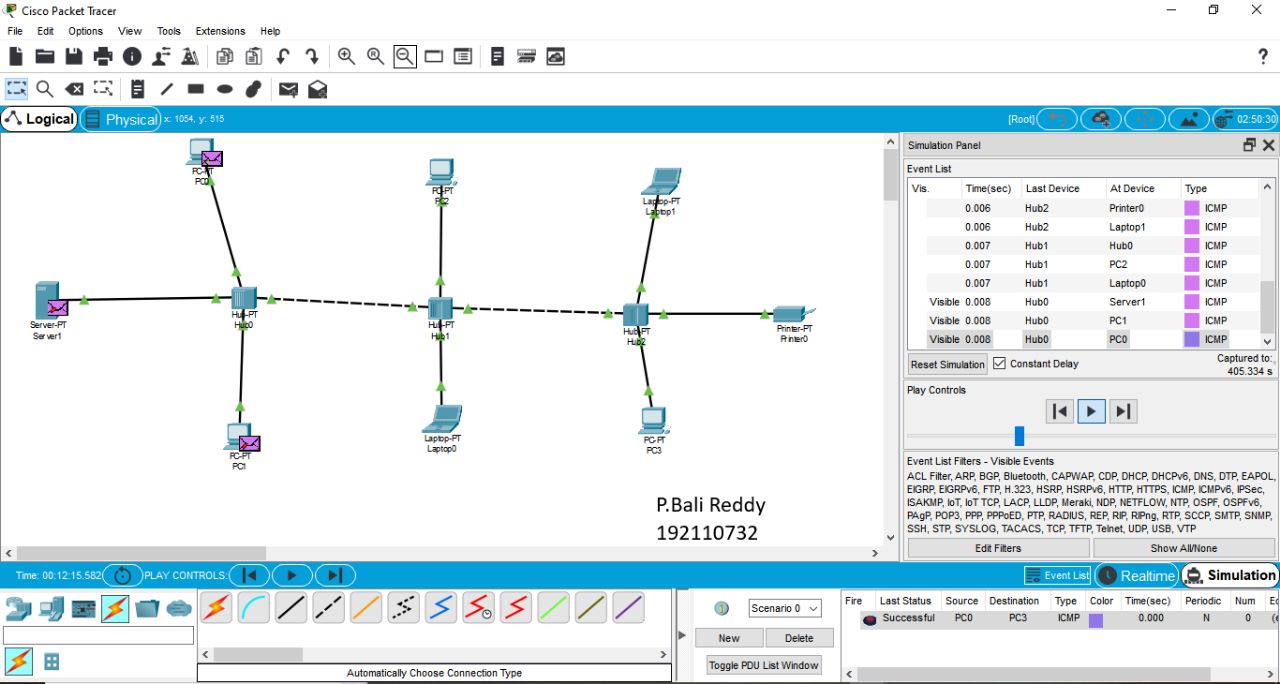 Cisco Packet Tracer
File Edit Options View Tools Extensions Help
?
Logical Physical x: 1054, y: 515 [Root] 02:50:30
PC-PT
PC0
PC-PT
PC2
Laptop-PT
Laptop1
Server-PT
Server1
Hub-PT
Hub0
Hub-PT
Hub1
Hub-PT
Hub2
Printer-PT
Printer0
PC-PT
PC1
Laptop-PT
Laptop0
PC-PT
PC3
P.Bali Reddy
192110732
Simulation Panel
Event List
Vis. Time(sec) Last Device At Device Type
0.006 Hub2 Printer0 ICMP
0.006 Hub2 Laptop1 ICMP
0.007 Hub1 Hub0 ICMP
0.007 Hub1 PC2 ICMP
0.007 Hub1 Laptop0 ICMP
Visible 0.008 Hub0 Server1 ICMP
Visible 0.008 Hub0 PC1 ICMP
Visible 0.008 Hub0 PC0 ICMP
Reset Simulation Constant Delay Captured to:
405.334 s
Play Controls
Event List Filters - Visible Events
ACL Filter, ARP, BGP, Bluetooth, CAPWAP, CDP, DHCP, DHCPv6, DNS, DTP, EAPOL,
EIGRP, EIGRPv6, FTP, H.323, HSRP, HSRPv6, HTTP, HTTPS, ICMP, ICMPv6, IPSec,
ISAKMP, IoT, IoT TCP, LACP, LLDP, Meraki, NDP, NETFLOW, NTP, OSPF, OSPFv6,
PAgP, POP3, PPP, PPPoED, PTP, RADIUS, REP, RIP, RIPng, RTP, SCCP, SMTP, SNMP,
SSH, STP, SYSLOG, TACACS, TCP, TFTP, Telnet, UDP, USB, VTP
Edit Filters Show All/None
Time: 00:12:15.582 PLAY CONTROLS: Event List Realtime Simulation
Scenario 0
New Delete
Toggle PDU List Window
Automatically Choose Connection Type
Fire Last Status Source Destination Type Color Time(sec) Periodic Num
Successful PC0 PC3 ICMP 0.000 N 0 (e